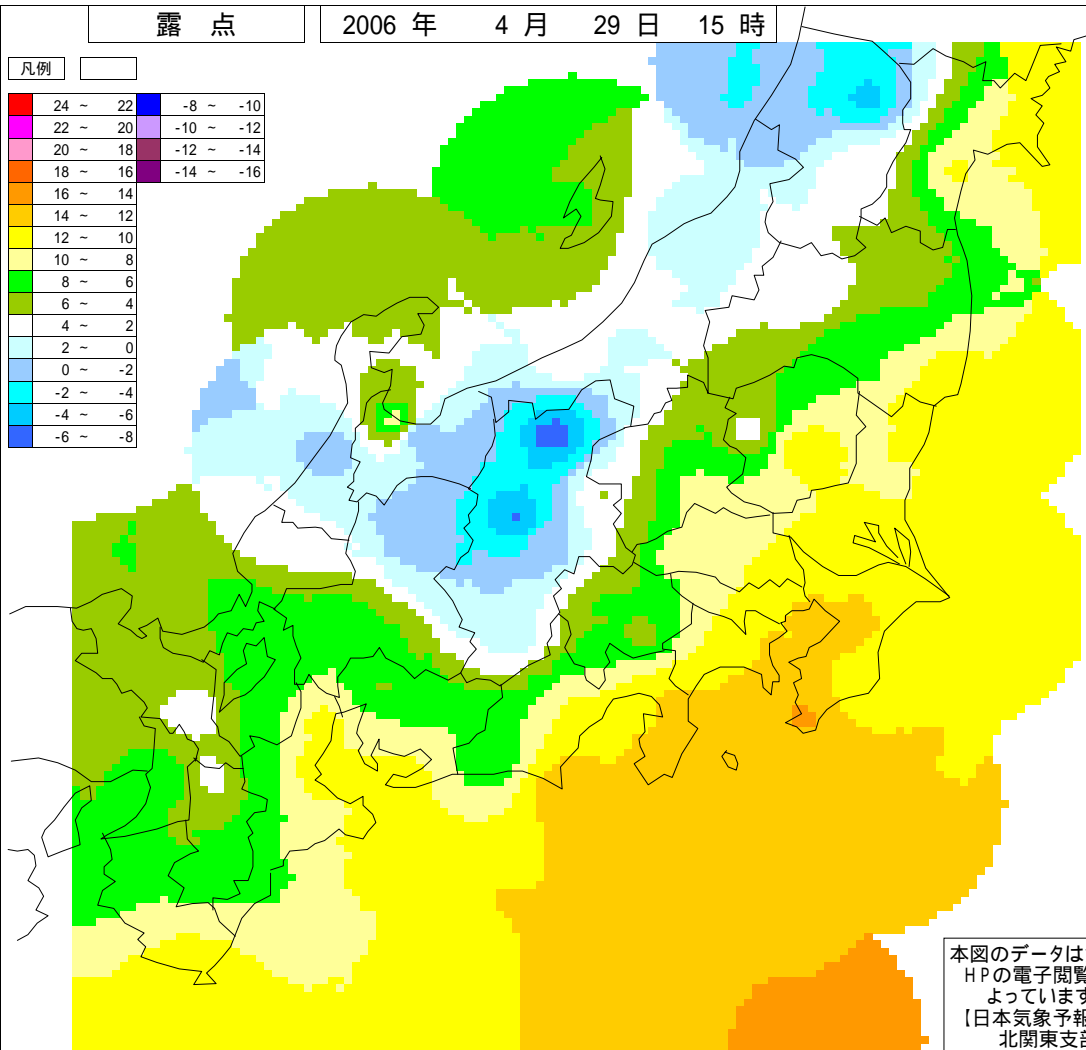 露 点
2006 年 4 月 29 日 15 時
凡例
24 ~ 22
22 ~ 20
20 ~ 18
18 ~ 16
16 ~ 14
14 ~ 12
12 ~ 10
10 ~ 8
8 ~ 6
6 ~ 4
4 ~ 2
2 ~ 0
0 ~ -2
-2 ~ -4
-4 ~ -6
-6 ~ -8
-8 ~ -10
-10 ~ -12
-12 ~ -14
-14 ~ -16
本図のデータは
HPの電子閲覧
よっています
【日本気象予報
北関東支部